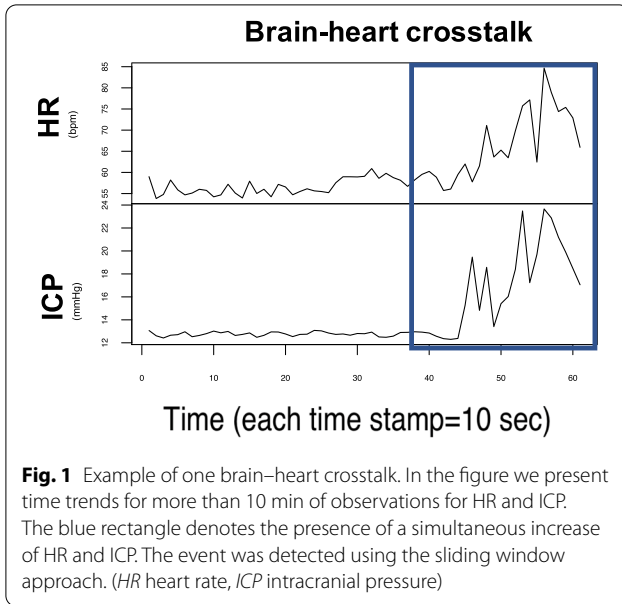 Brain-heart crosstalk
HR
(bpm)
85
80
75
70
65
60
55
ICP
(mmHg)
24
22
20
18
16
14
12
0 10 20 30 40 50 60
Time (each time stamp=10 sec)
Fig. 1 Example of one brain–heart crosstalk. In the figure we present
time trends for more than 10 min of observations for HR and ICP.
The blue rectangle denotes the presence of a simultaneous increase
of HR and ICP. The event was detected using the sliding window
approach. (HR heart rate, ICP intracranial pressure)